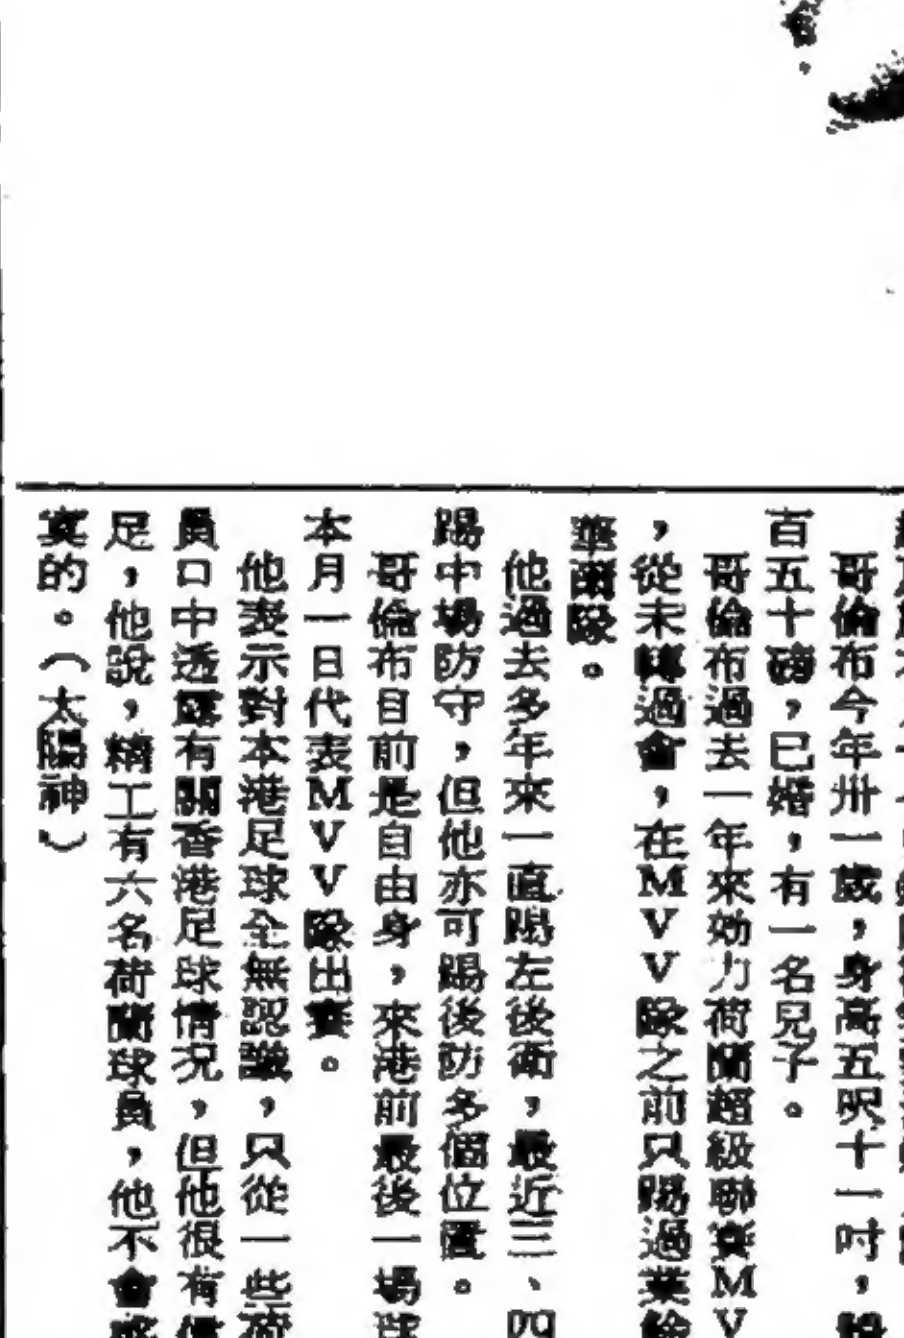 哥倫布今年卅一歲，身高五呎十一吋，
百五十磅，已婚，有一名兒子。
哥倫布過去一年來効力荷蘭超級聯賽ＭＶ
，從未轉過會，在ＭＶＶ隊之前只踢過業餘
華爾隊。
他過去多年來一直踢左後衛，最近三、四
踢中場防守，但他亦可踢後防多個位置。
哥倫布目前是自由身，來港前最後一場是
本月一日代表ＭＶＶ隊出賽。
他表示對本港足球全無認識，只從一些荷
員口中透露有關香港足球情況，但他很有信
足，他說，精工有六名荷蘭球員，他不會感
寞的。（太陽神）